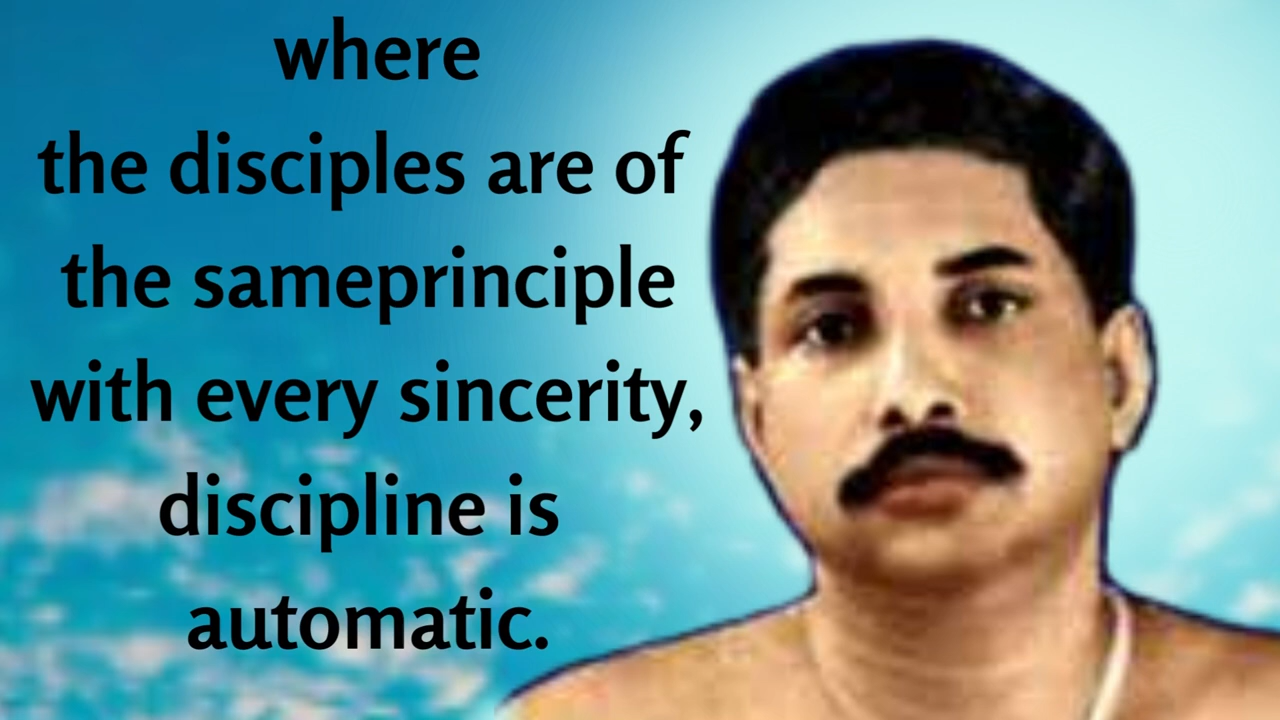 where
the disciples are of
the sameprinciple
with every sincerity,
discipline is
automatic.